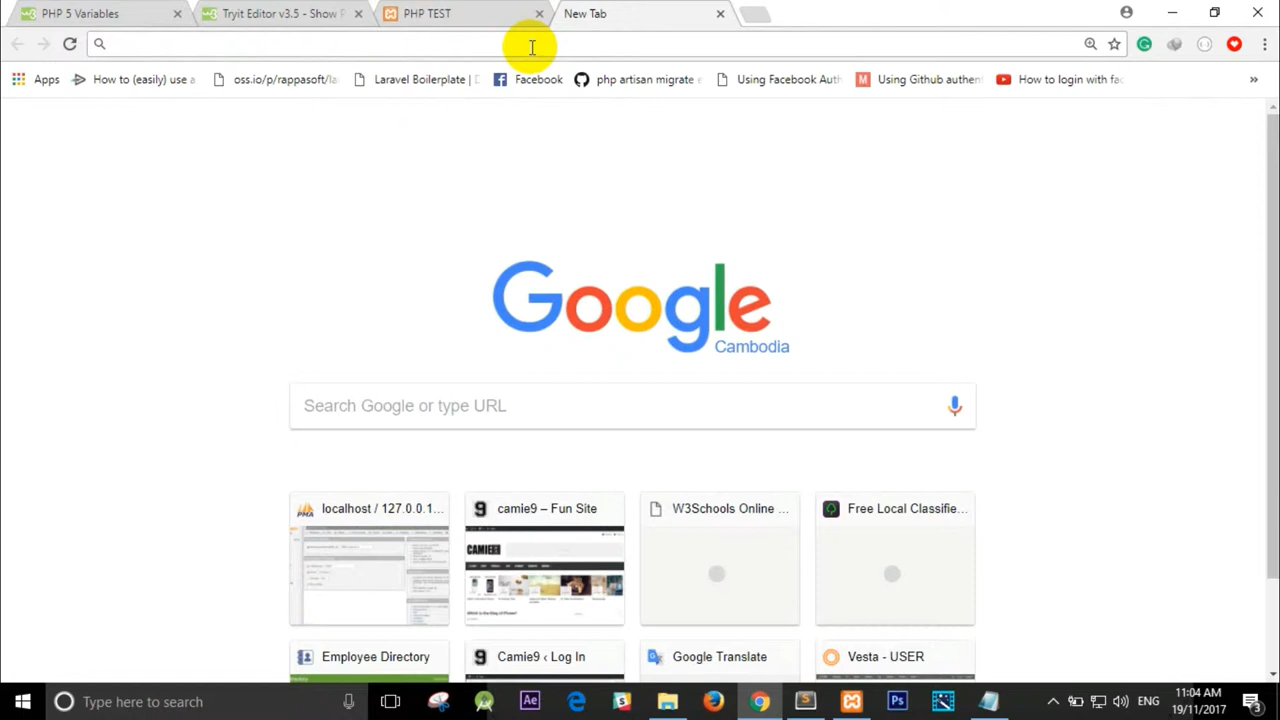 PHP 5 Variables
Tryit Editor v3.5 - Show P
PHP TEST
New Tab
Apps
How to (easily) use a
oss.io/p/rappasoft/la
Laravel Boilerplate | D
Facebook
php artisan migrate e
Using Facebook Auth
Using Github authent
How to login with fac
»
Google
Cambodia
Search Google or type URL
localhost / 127.0.0.1...
camie9 – Fun Site
W3Schools Online ...
Free Local Classifie...
CAMIE9
Employee Directory
Camie9 ‹ Log In
Google Translate
Vesta - USER
Type here to search
ENG
11:04 AM
19/11/2017
3